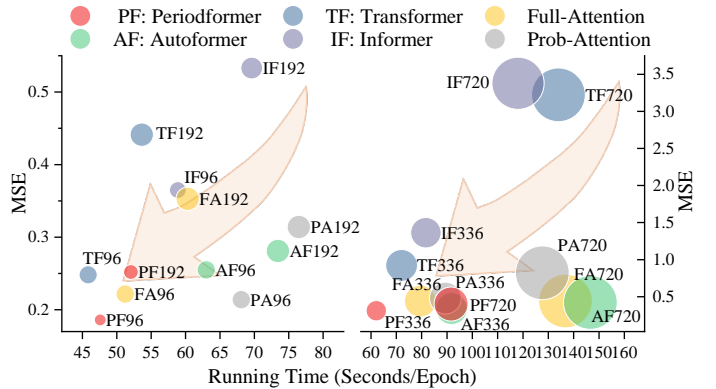 PF: Periodformer TF: Transformer Full-Attention
AF: Autoformer IF: Informer Prob-Attention
MSE
0.5
0.4
0.3
0.2
IF192
TF192
IF96
FA192
PA192
AF192
TF96
PF192
AF96
FA96
PA96
PF96
45 50 55 60 65 70 75 80
IF720
TF720
IF336
TF336
PA720
FA336
PA336
FA720
PF336
PF720
AF720
AF336
3.5
3.0
2.5
2.0
1.5
1.0
0.5
MSE
60 70 80 90 100 110 120 130 140 150 160
Running Time (Seconds/Epoch)